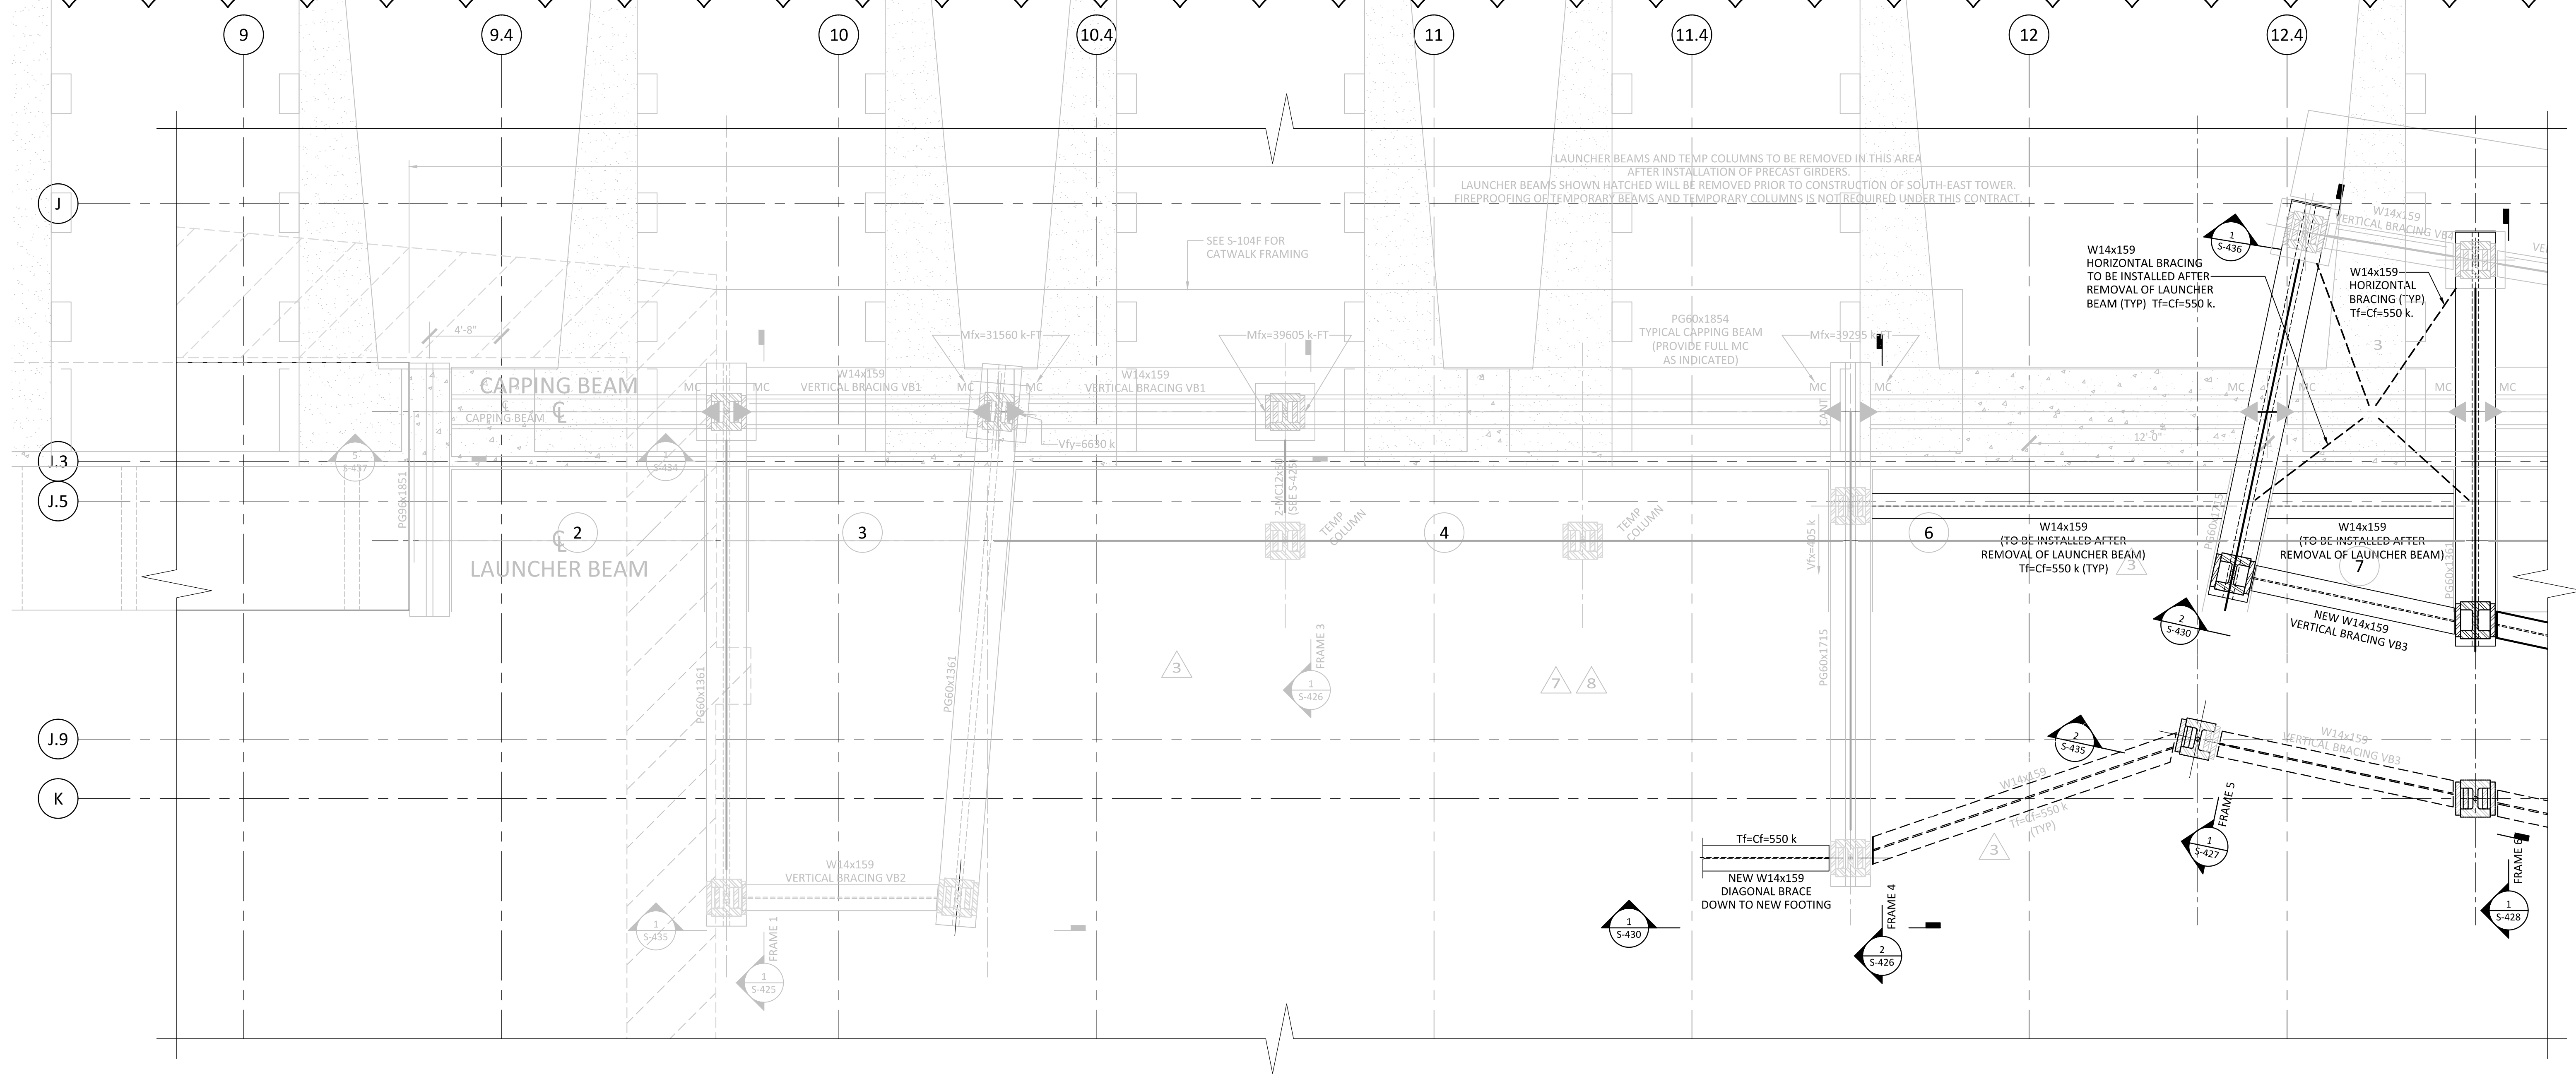 9
9.4
10
10.4
11
11.4
12
12.4
J
J.3
J.5
J.9
K
LAUNCHER BEAMS AND TEMP COLUMNS TO BE REMOVED IN THIS AREA
AFTER INSTALLATION OF PRECAST GIRDERS.
LAUNCHER BEAMS SHOWN HATCHED WILL BE REMOVED PRIOR TO CONSTRUCTION OF SOUTH-EAST TOWER.
FIREPROOFING OF TEMPORARY BEAMS AND TEMPORARY COLUMNS IS NOT REQUIRED UNDER THIS CONTRACT.
SEE S-104F FOR
CATWALK FRAMING
4'-8"
Mfx=31560 k-FT
Mfx=39605 k-FT
PG60x1854
TYPICAL CAPPING BEAM
(PROVIDE FULL MC
AS INDICATED)
Mfx=39295 k-FT
1
S-436
W14x159
HORIZONTAL BRACING
TO BE INSTALLED AFTER
REMOVAL OF LAUNCHER
BEAM (TYP)  Tf=Cf=550 k.
W14x159
VERTICAL BRACING VB4
W14x159
HORIZONTAL
BRACING (TYP)
Tf=Cf=550 k.
3
CAPPING BEAM
CL
CAPPING BEAM
MC
MC
W14x159
VERTICAL BRACING VB1
MC
MC
W14x159
VERTICAL BRACING VB1
MC
MC
MC
MC
MC
MC
CANT
Vfy=6630 k
12'-0"
5
S-437
1
S-434
PG96x1851
2-MC12x50
(SEE S-425)
2
3
4
6
7
TEMP
COLUMN
TEMP
COLUMN
CL
LAUNCHER BEAM
Vfx=405 k
W14x159
(TO BE INSTALLED AFTER
REMOVAL OF LAUNCHER BEAM)
Tf=Cf=550 k (TYP)
3
PG60x1715
W14x159
(TO BE INSTALLED AFTER
REMOVAL OF LAUNCHER BEAM)
PG60x1361
2
S-430
NEW W14x159
VERTICAL BRACING VB3
PG60x1361
PG60x1361
3
FRAME 3
1
S-426
7
8
PG60x1715
2
S-435
W14x159
VERTICAL BRACING VB3
W14x159
Tf=Cf=550 k
(TYP)
3
FRAME 5
1
S-427
Tf=Cf=550 k
NEW W14x159
DIAGONAL BRACE
DOWN TO NEW FOOTING
W14x159
VERTICAL BRACING VB2
1
S-435
FRAME 1
1
S-425
1
S-430
FRAME 4
2
S-426
FRAME 6
1
S-428